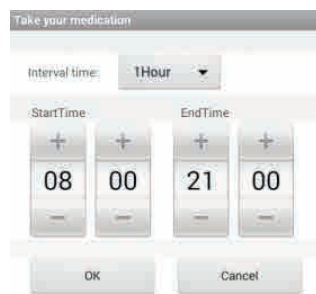 Take your medication
Interval time: 1Hour
StartTime EndTime
+ + + +
08 00 21 00
− − − −
OK Cancel